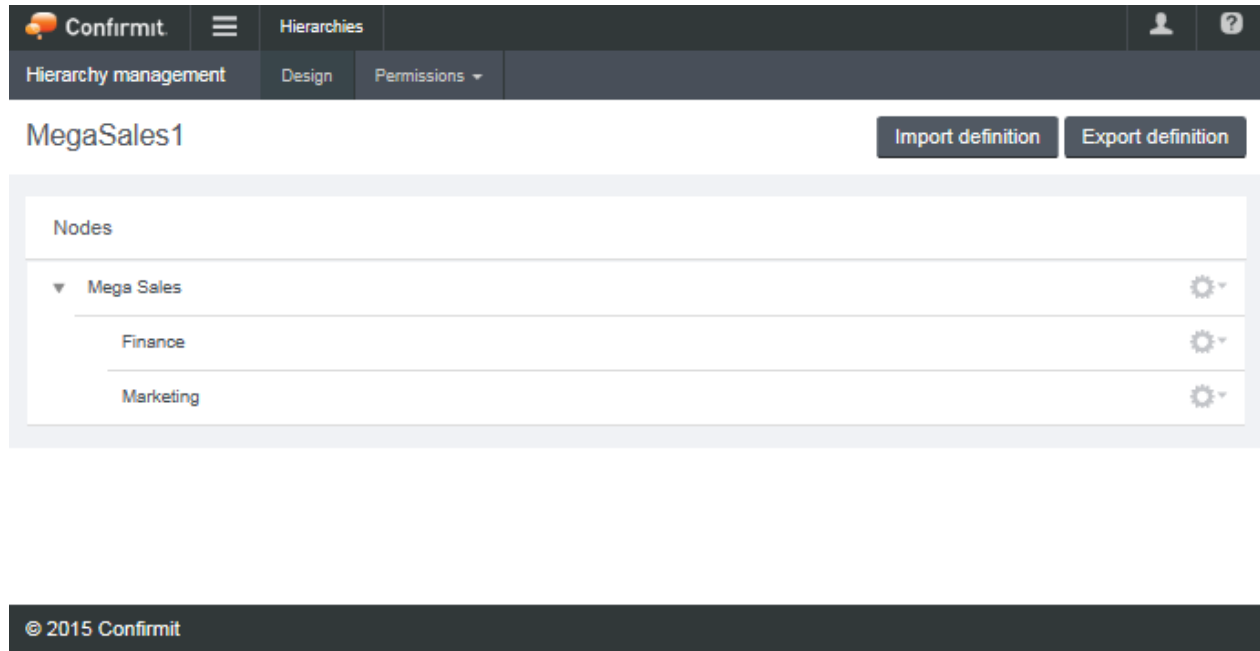 Confirmit. Hierarchies
Hierarchy management Design Permissions
MegaSales1 Import definition Export definition
Nodes
Mega Sales
Finance
Marketing
© 2015 Confirmit